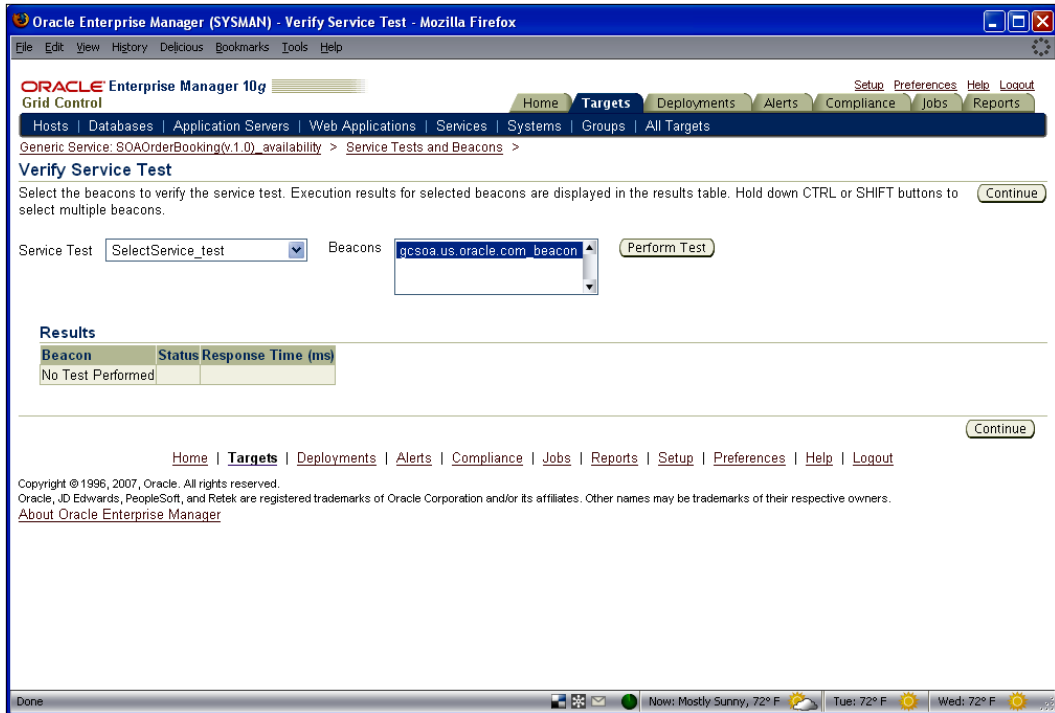 Oracle Enterprise Manager (SYSMAN) - Verify Service Test - Mozilla Firefox
File Edit View History Delicious Bookmarks Tools Help
ORACLE Enterprise Manager 10g
Grid Control
Setup Preferences Help Logout
Home Targets Deployments Alerts Compliance Jobs Reports
Hosts | Databases | Application Servers | Web Applications | Services | Systems | Groups | All Targets
Generic Service: SOAOrderBooking(v.1.0)_availability > Service Tests and Beacons >
Verify Service Test
Select the beacons to verify the service test. Execution results for selected beacons are displayed in the results table. Hold down CTRL or SHIFT buttons to
select multiple beacons.
Continue
Service Test SelectService_test Beacons gcsoa.us.oracle.com_beacon Perform Test
Results
Beacon Status Response Time (ms)
No Test Performed
Continue
Home | Targets | Deployments | Alerts | Compliance | Jobs | Reports | Setup | Preferences | Help | Logout
Copyright © 1996, 2007, Oracle. All rights reserved.
Oracle, JD Edwards, PeopleSoft, and Retek are registered trademarks of Oracle Corporation and/or its affiliates. Other names may be trademarks of their respective owners.
About Oracle Enterprise Manager
Done Now: Mostly Sunny, 72° F Tue: 72° F Wed: 72° F